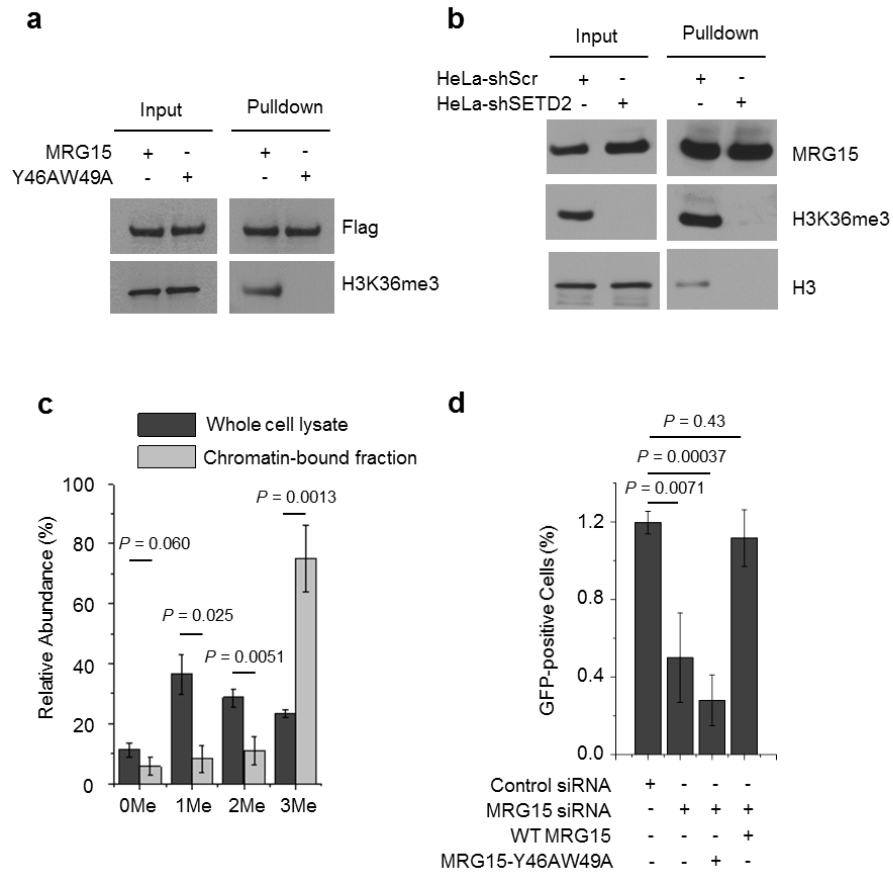 a
Input Pulldown
MRG15 + - + -
Y46AW49A - + - +
Flag
H3K36me3
b
Input Pulldown
HeLa-shScr + - + -
HeLa-shSETD2 - + - +
MRG15
H3K36me3
H3
c
Whole cell lysate
Chromatin-bound fraction
Relative Abundance (%)
100
80
60
40
20
0
P = 0.060
P = 0.025
P = 0.0051
P = 0.0013
0Me 1Me 2Me 3Me
d
P = 0.43
P = 0.00037
P = 0.0071
GFP-positive Cells (%)
1.2
0.8
0.4
0.0
Control siRNA + - - -
MRG15 siRNA - + + +
WT MRG15 - - - +
MRG15-Y46AW49A - - + -